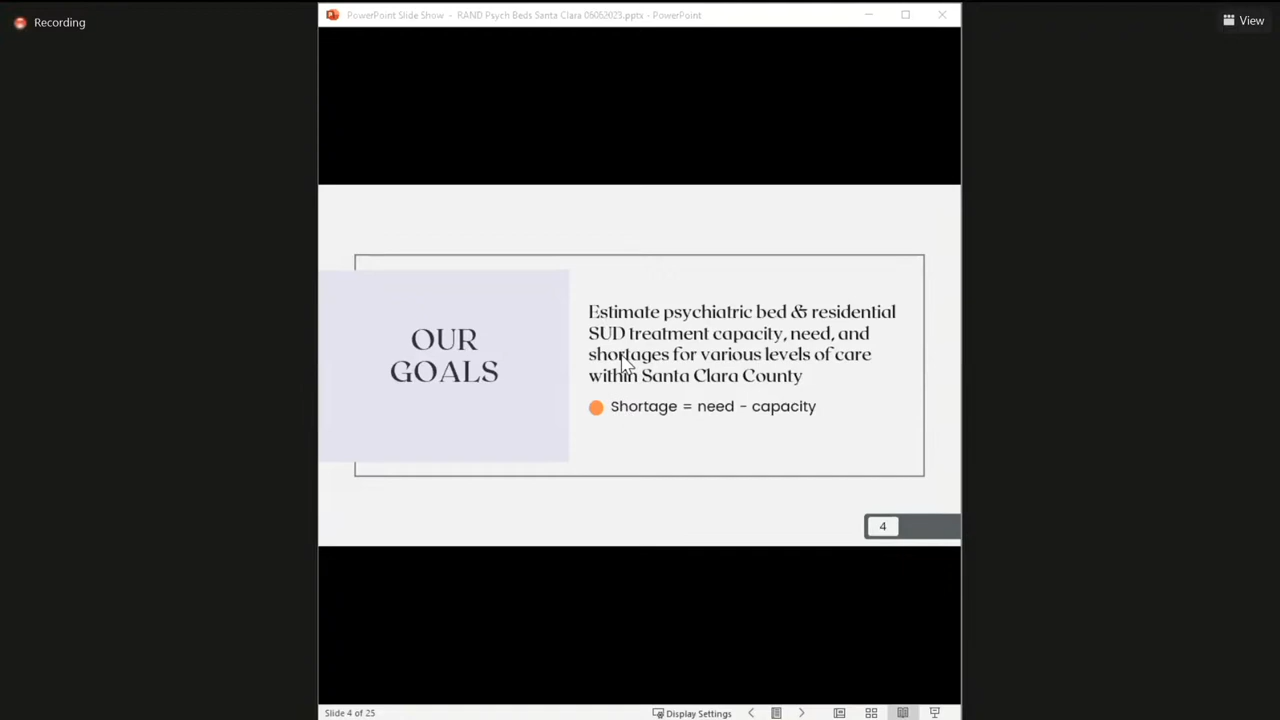 Recording
PowerPoint Slide Show - RAND Psych Beds Santa Clara 06062023.pptx - PowerPoint
View
OUR
GOALS
Estimate psychiatric bed & residential
SUD treatment capacity, need, and
shortages for various levels of care
within Santa Clara County
Shortage = need - capacity
4
Slide 4 of 25
Display Settings